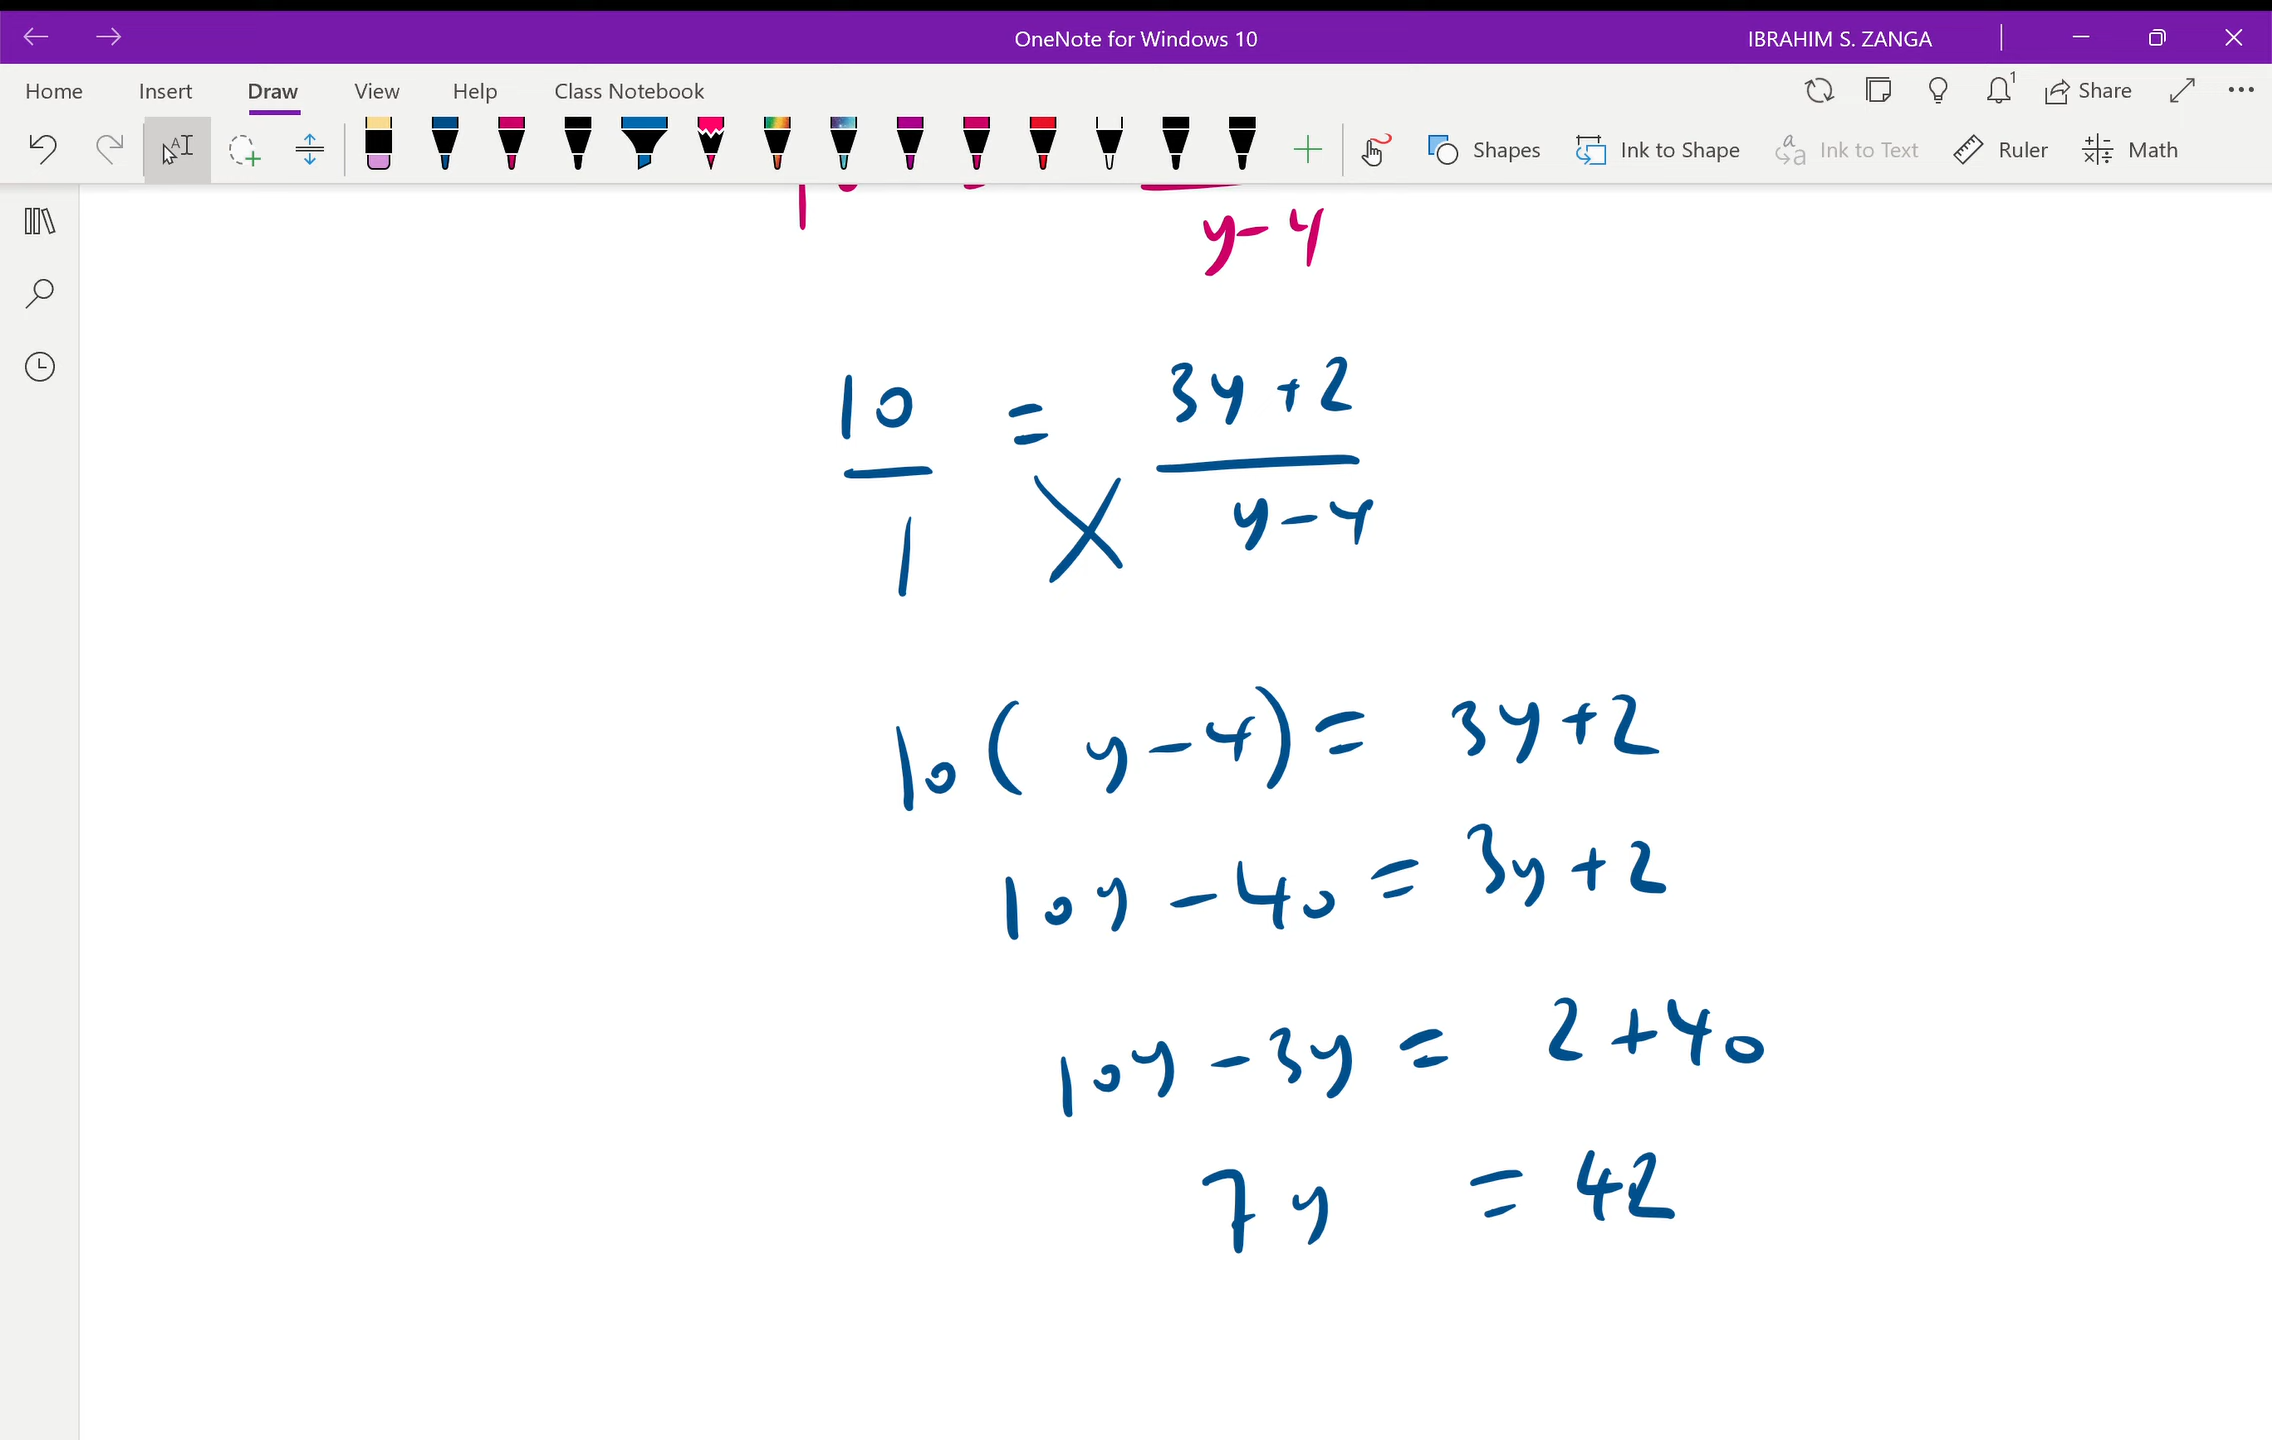 OneNote for Windows 10
IBRAHIM S. ZANGA
Home Insert Draw View Help Class Notebook
1 Share
Shapes Ink to Shape Ink to Text Ruler Math
y-4
10 = 3y+2
1 y-4
10( y-4) = 3y+2
10y - 40 = 3y+2
10y - 3y = 2+40
7y = 42